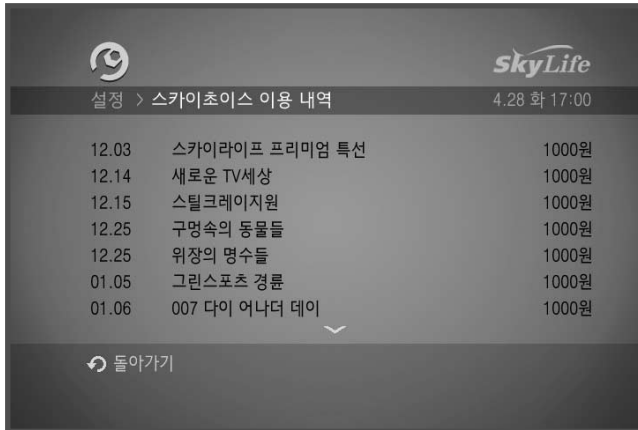 SkyLife
설정 > 스카이초이스 이용 내역 4.28 화 17:00
12.03 스카이라이프 프리미엄 특선 1000원
12.14 새로운 TV세상 1000원
12.15 스틸크레이지원 1000원
12.25 구멍속의 동물들 1000원
12.25 위장의 명수들 1000원
01.05 그린스포츠 경륜 1000원
01.06 007 다이 어나더 데이 1000원
돌아가기